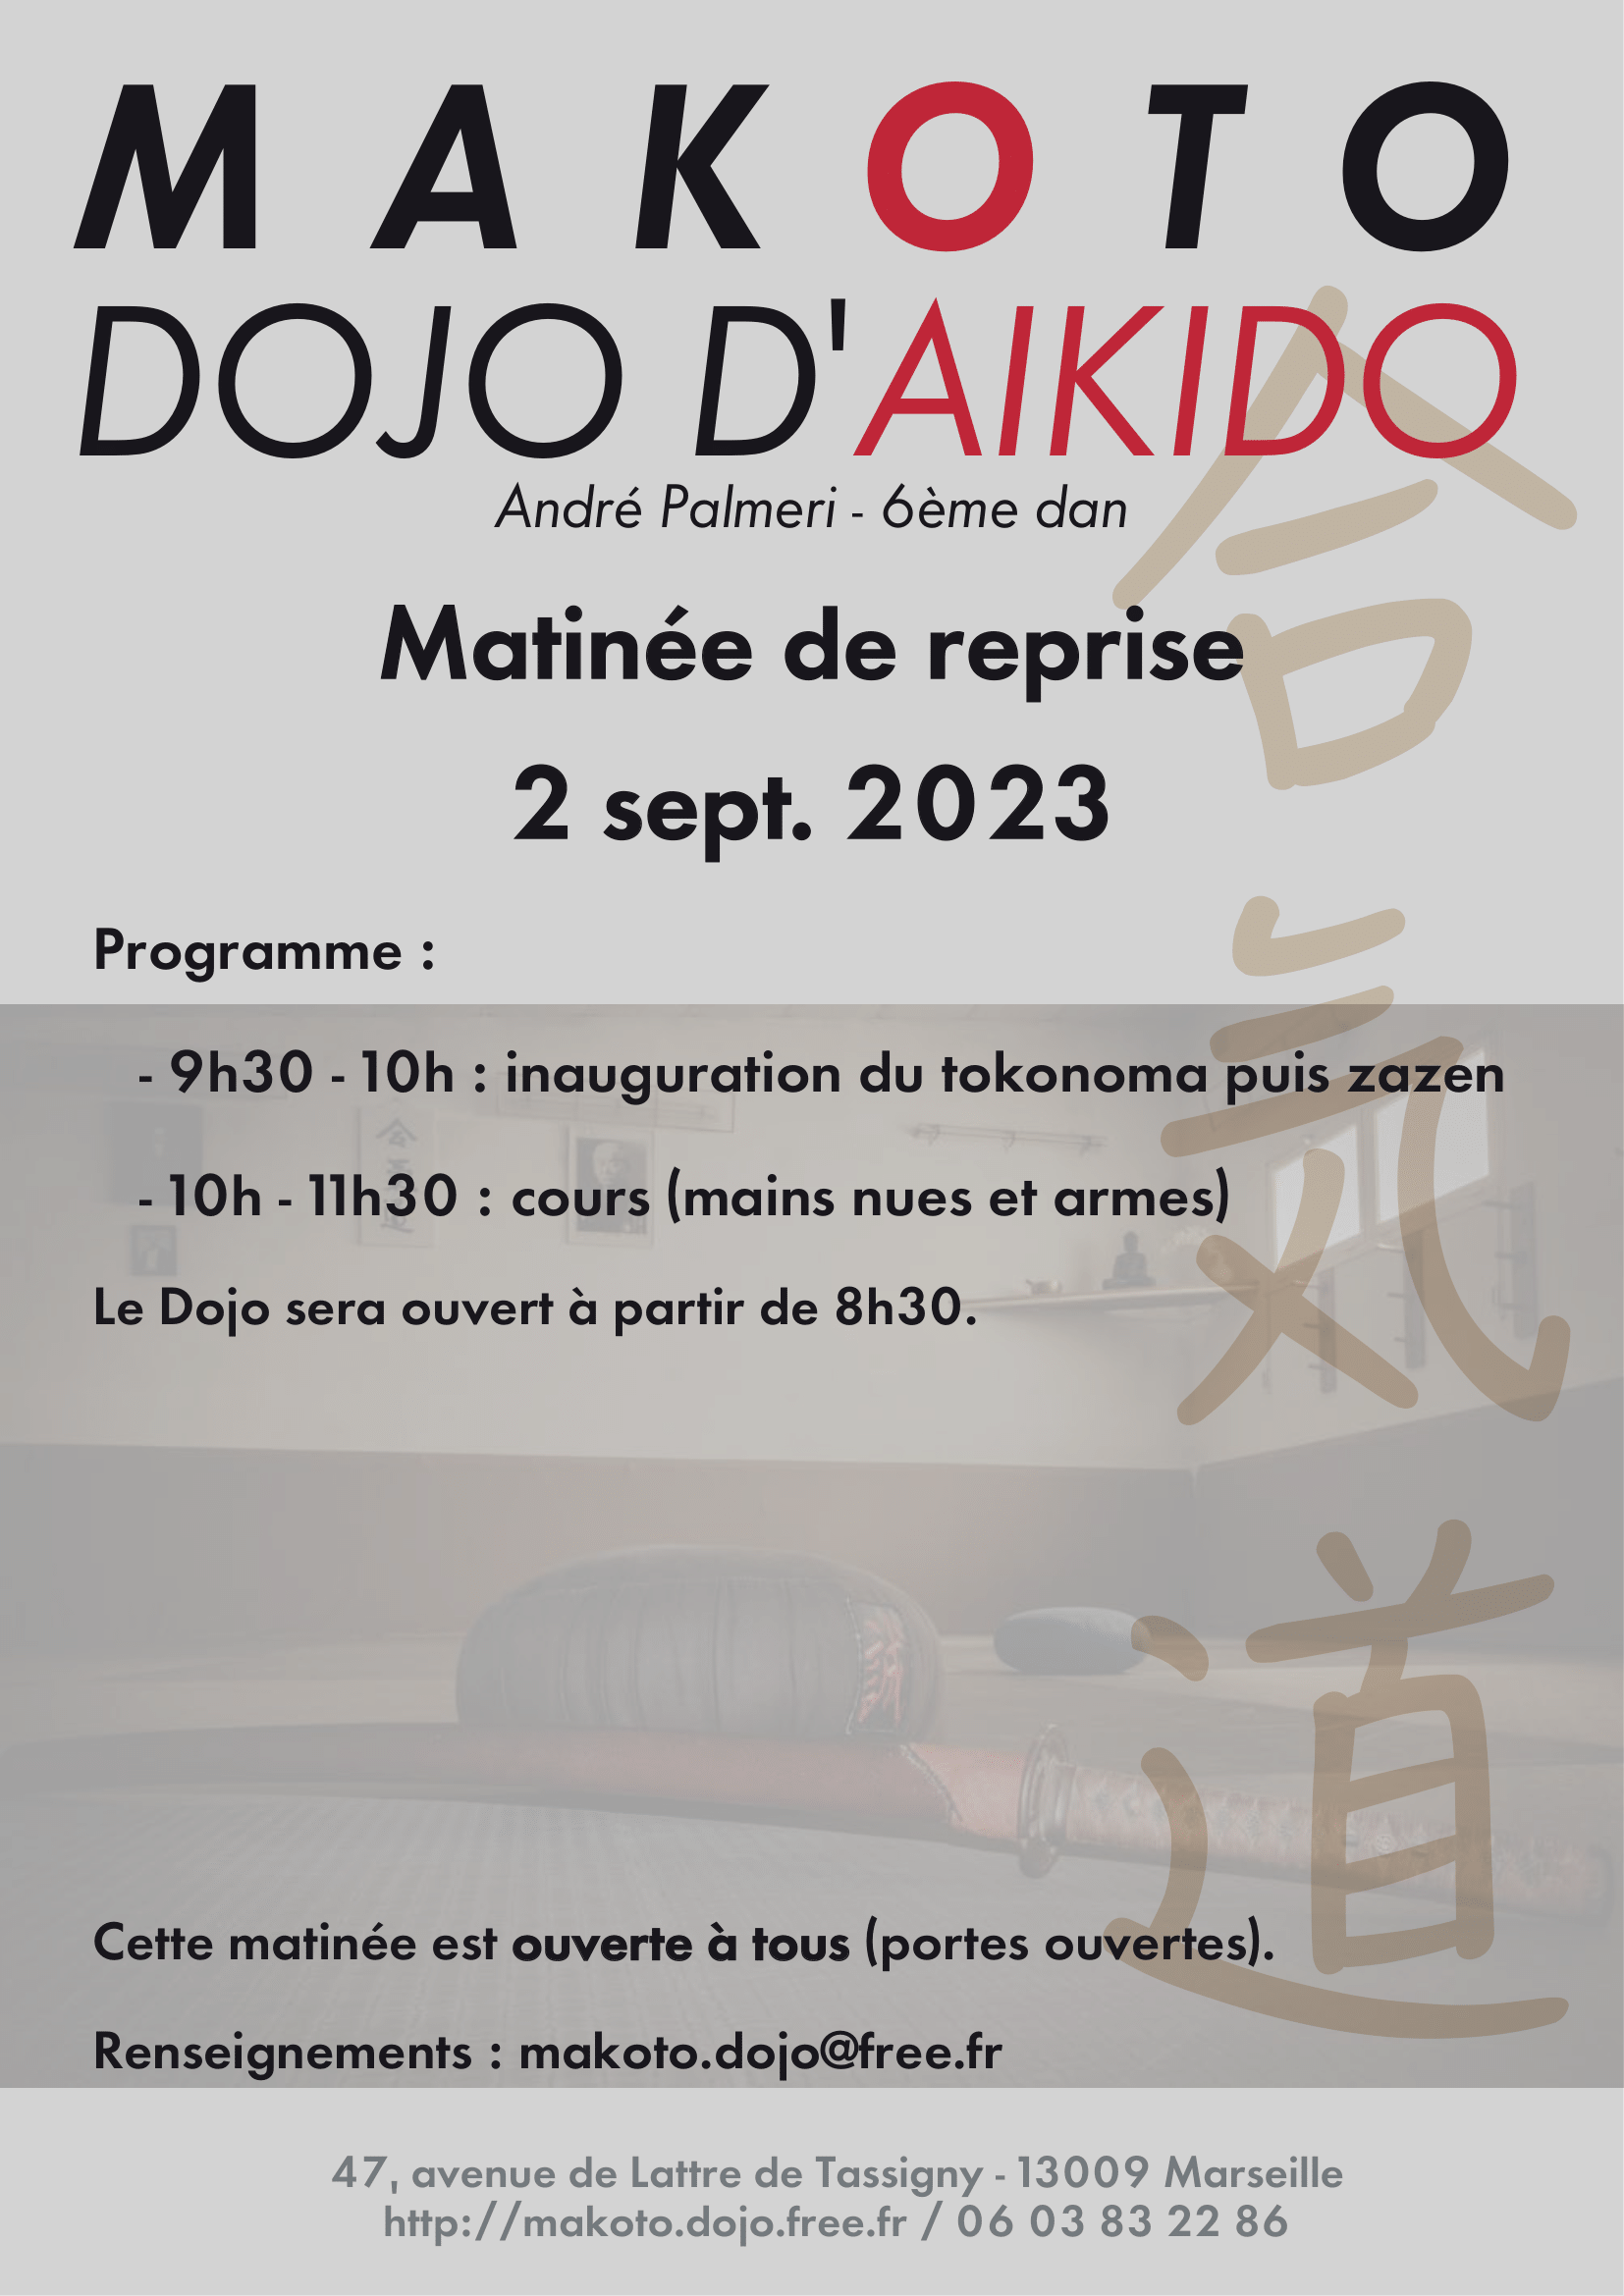 MAKOTO
DOJO D'AIKIDO
André Palmeri - 6ème dan
Matinée de reprise
2 sept. 2023
Programme :
- 9h30 - 10h : inauguration du tokonoma puis zazen
- 10h - 11h30 : cours (mains nues et armes)
Le Dojo sera ouvert à partir de 8h30.
Cette matinée est ouverte à tous (portes ouvertes).
Renseignements : makoto.dojo@free.fr
47, avenue de Lattre de Tassigny - 13009 Marseille
http://makoto.dojo.free.fr / 06 03 83 22 86
合氣道